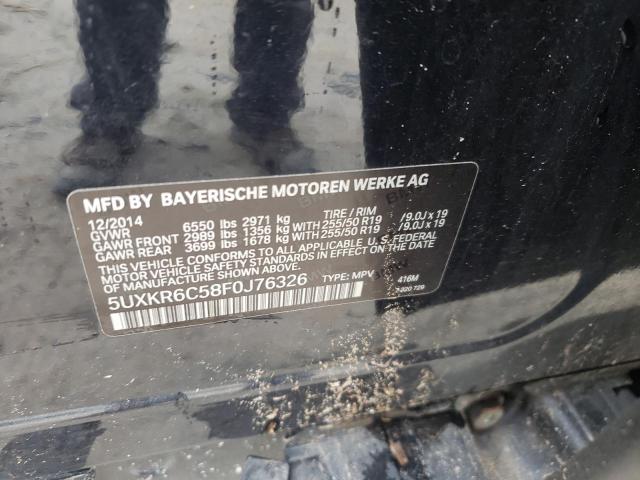 MFD BY BAYERISCHE MOTOREN WERKE AG
12/2014 TIRE / RIM
GVWR 6550 lbs 2971 kg
GAWR FRONT 2989 lbs 1356 kg WITH 255/50 R19 /9.0J x 19
GAWR REAR 3699 lbs 1678 kg WITH 255/50 R19 /9.0J x 19
THIS VEHICLE CONFORMS TO ALL APPLICABLE U.S. FEDERAL
MOTOR VEHICLE SAFETY STANDARDS IN EFFECT
ON THE DATE OF MANUFACTURE SHOWN ABOVE.
5UXKR6C58F0J76326 TYPE: MPV 416M